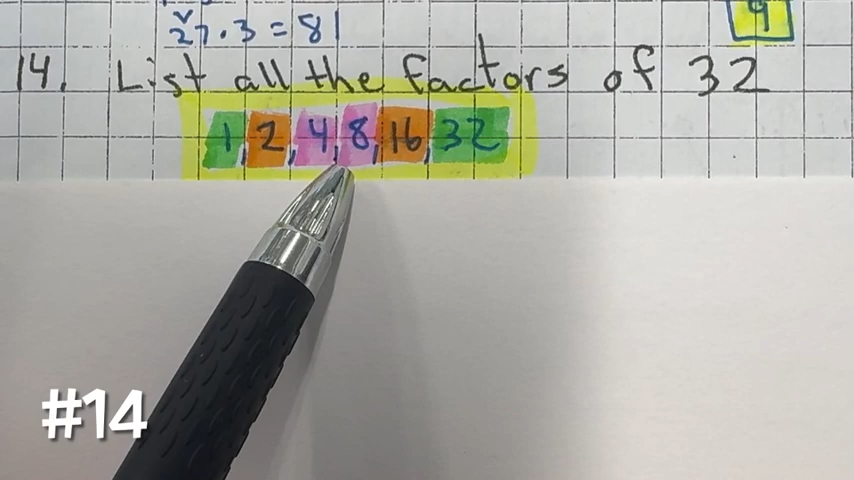 27 · 3 = 81
9
14. List all the factors of 32
1, 2, 4, 8, 16, 32
#14